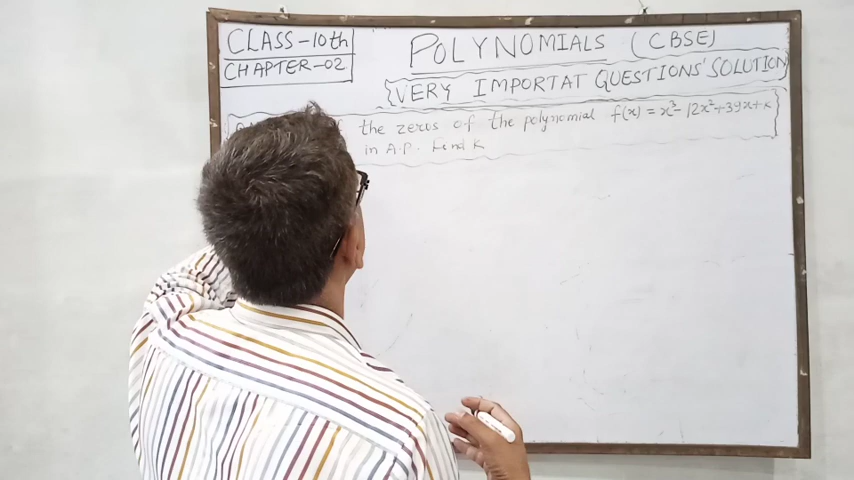 CLASS-10th
CHAPTER-02
POLYNOMIALS (CBSE)
VERY IMPORTAT QUESTIONS' SOLUTION
the zeros of the polynomial f(x) = x³- 12x²+39x+k
in A.P. Find K